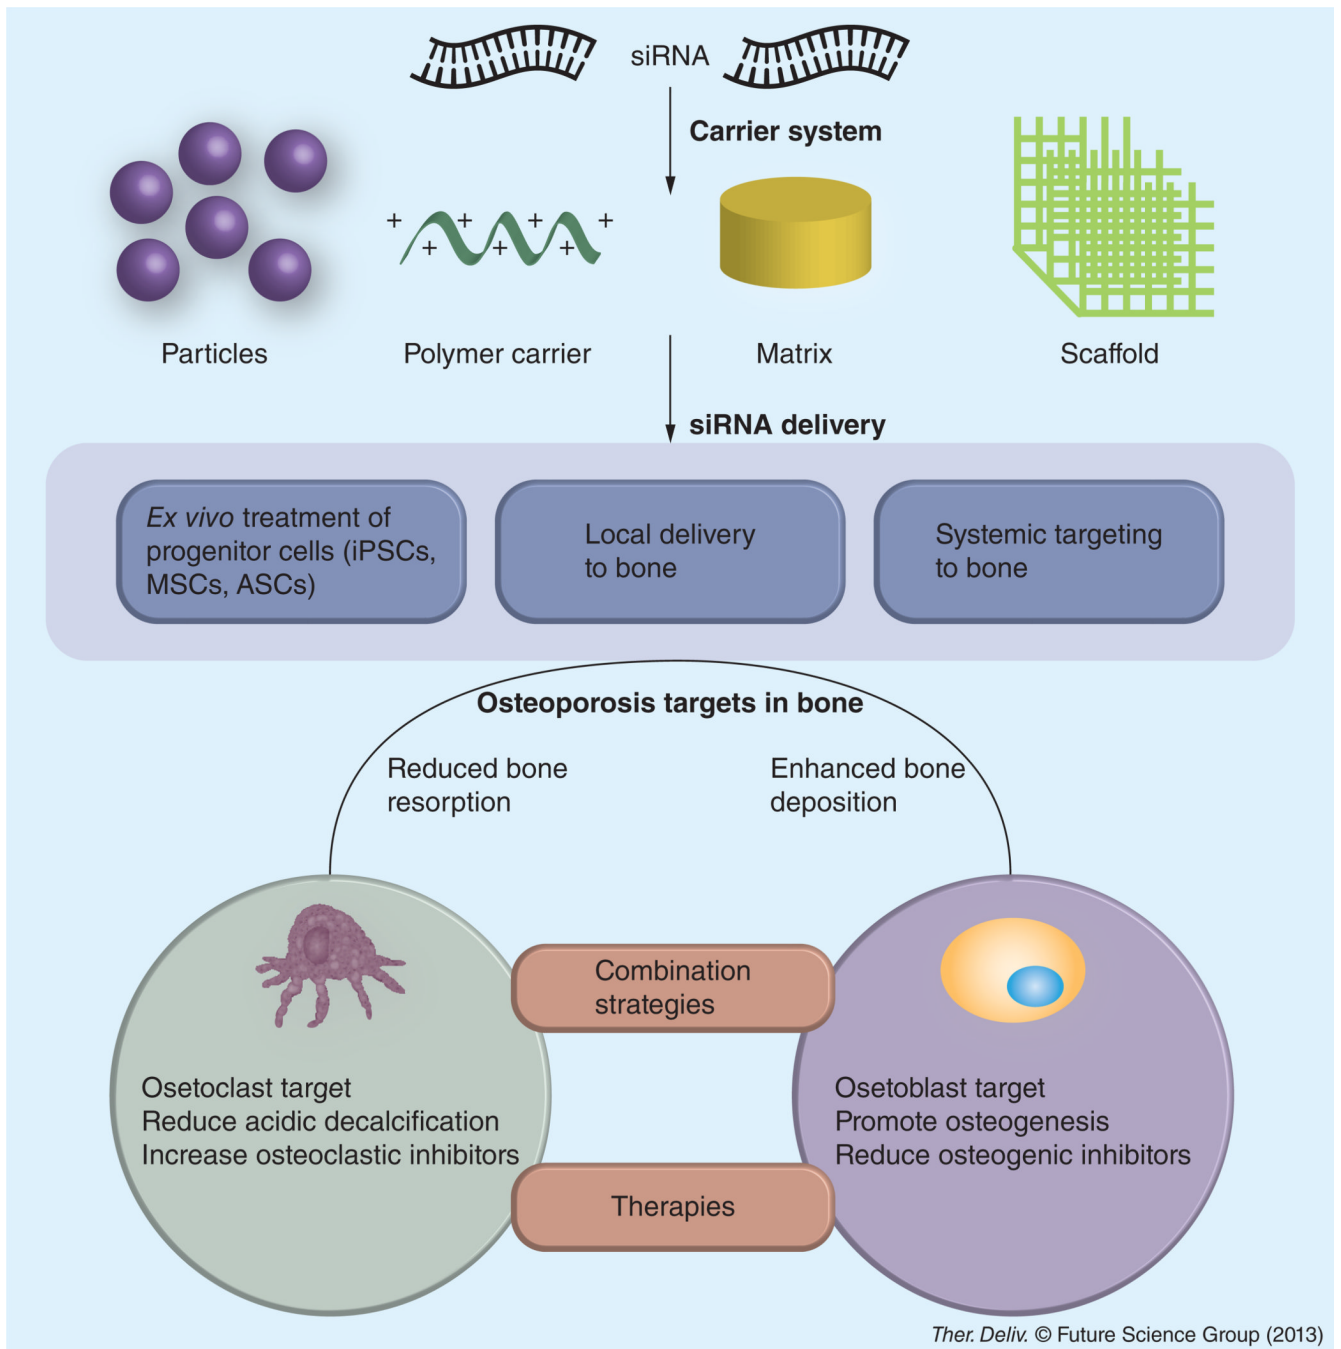 siRNA
Carrier system
+ + + +
+ + +
Particles
Polymer carrier
Matrix
Scaffold
siRNA delivery
Ex vivo treatment of
progenitor cells (iPSCs,
MSCs, ASCs)
Local delivery
to bone
Systemic targeting
to bone
Osteoporosis targets in bone
Reduced bone
resorption
Enhanced bone
deposition
Combination
strategies
Osetoclast target
Reduce acidic decalcification
Increase osteoclastic inhibitors
Osetoblast target
Promote osteogenesis
Reduce osteogenic inhibitors
Therapies
Ther. Deliv. © Future Science Group (2013)